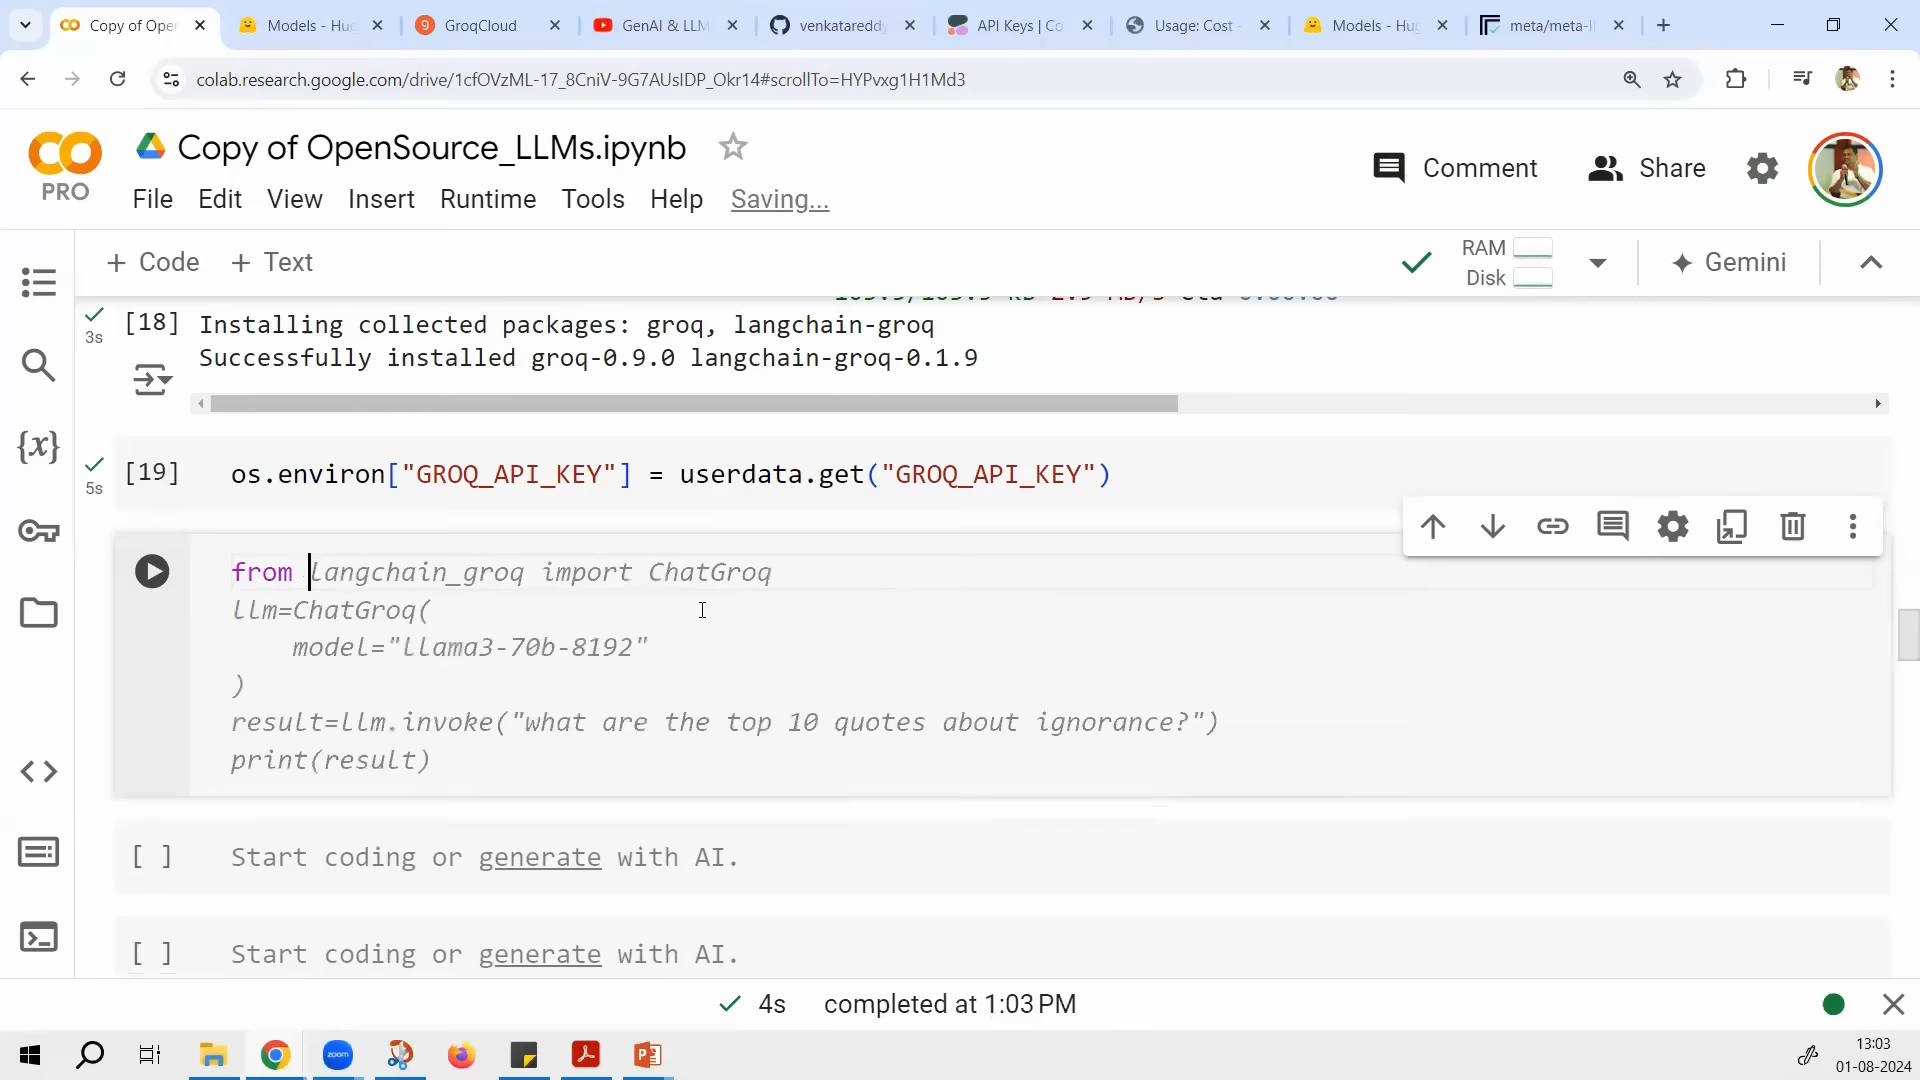 Copy of Oper
Models - Hu
GroqCloud
GenAI & LLM
venkatareddy
API Keys | Co
Usage: Cost -
Models - Hu
meta/meta-ll
colab.research.google.com/drive/1cfOVzML-17_8CniV-9G7AUsIDP_Okr14#scrollTo=HYPvxg1H1Md3
PRO
Copy of OpenSource_LLMs.ipynb
File Edit View Insert Runtime Tools Help Saving...
Comment
Share
+ Code + Text
RAM
Disk
Gemini
[18]
3s
Installing collected packages: groq, langchain-groq
Successfully installed groq-0.9.0 langchain-groq-0.1.9
[19] os.environ["GROQ_API_KEY"] = userdata.get("GROQ_API_KEY")
5s
from langchain_groq import ChatGroq
llm=ChatGroq(
model="llama3-70b-8192"
)
result=llm.invoke("what are the top 10 quotes about ignorance?")
print(result)
[ ] Start coding or generate with AI.
[ ] Start coding or generate with AI.
4s completed at 1:03 PM
zoom
13:03
01-08-2024